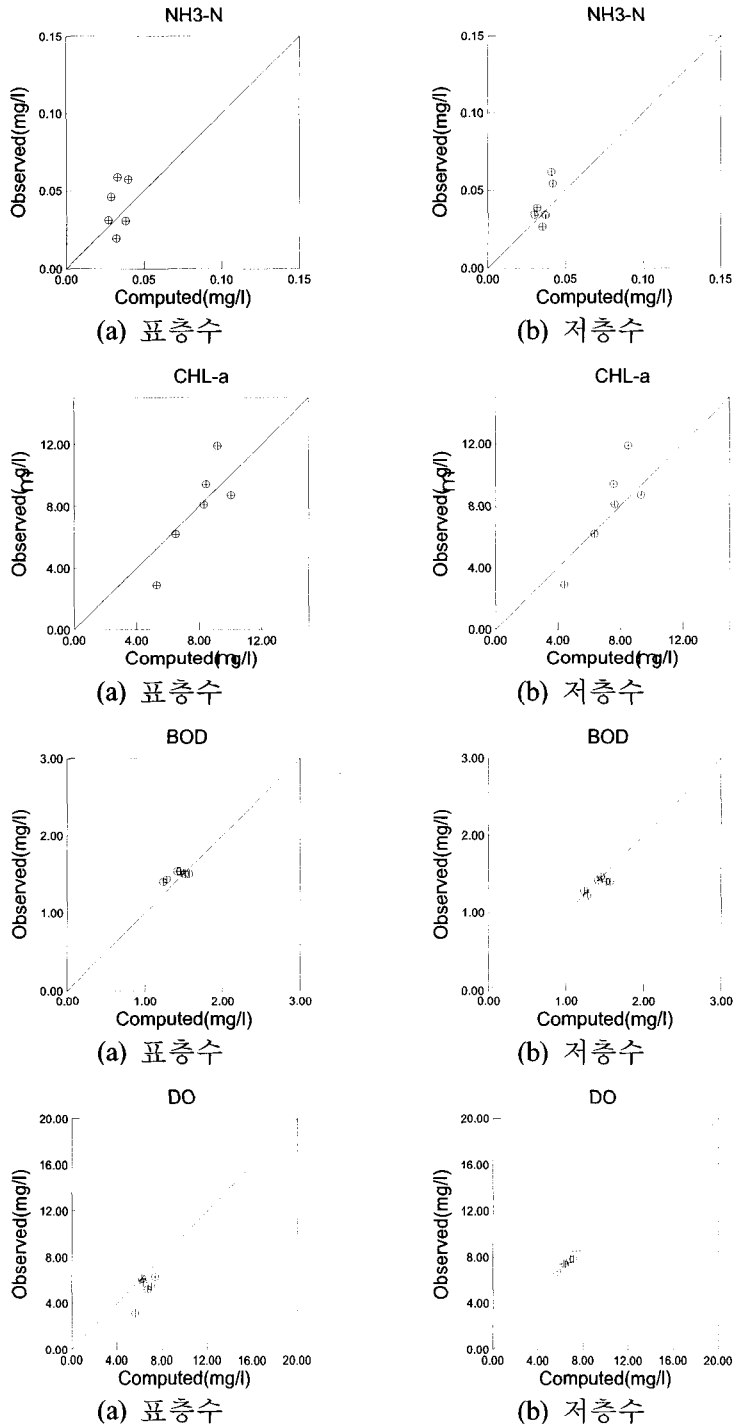 NH3-N
NH3-N
0.15
0.10
0.05
0.00
Observed(mg/l)
0.00 0.05 0.10 0.15
Computed(mg/l)
0.15
0.10
0.05
0.00
Observed(mg/l)
0.00 0.05 0.10 0.15
Computed(mg/l)
(a) 표층수
(b) 저층수
CHL-a
CHL-a
12.00
8.00
4.00
0.00
0.00 4.00 8.00 12.00
12.00
8.00
4.00
0.00
0.00 4.00 8.00 12.00
(a) 표층수
(b) 저층수
BOD
BOD
3.00
2.00
1.00
0.00
Observed(mg/l)
0.00 1.00 2.00 3.00
Computed(mg/l)
3.00
2.00
1.00
0.00
Observed(mg/l)
0.00 1.00 2.00 3.00
Computed(mg/l)
(a) 표층수
(b) 저층수
DO
DO
20.00
16.00
12.00
8.00
4.00
0.00
Observed(mg/l)
0.00 4.00 8.00 12.00 16.00 20.00
Computed(mg/l)
20.00
16.00
12.00
8.00
4.00
0.00
Observed(mg/l)
0.00 4.00 8.00 12.00 16.00 20.00
Computed(mg/l)
(a) 표층수
(b) 저층수